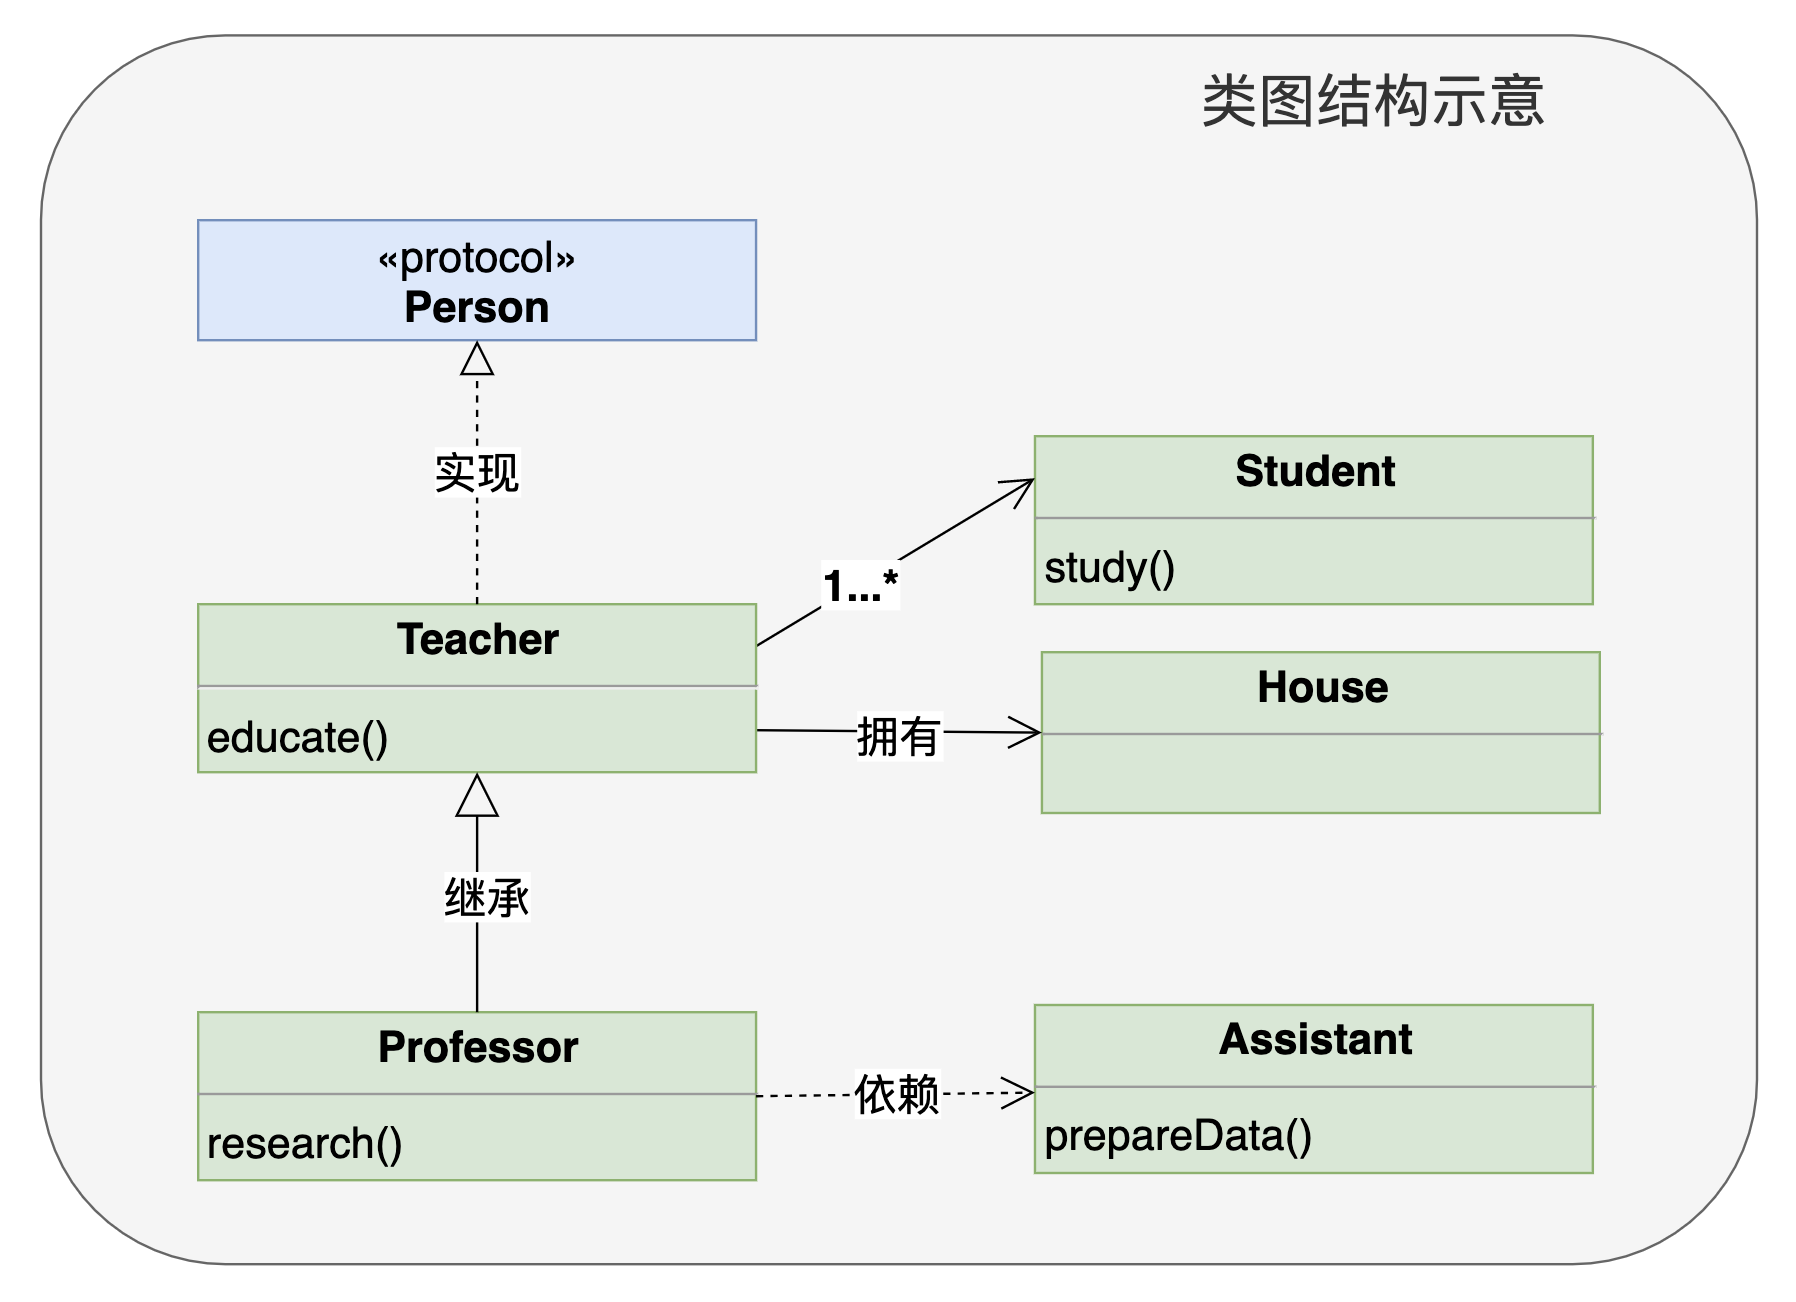 类图结构示意
«protocol»
Person
实现
Student
study()
1...*
Teacher
educate()
拥有
House
继承
Professor
research()
依赖
Assistant
prepareData()